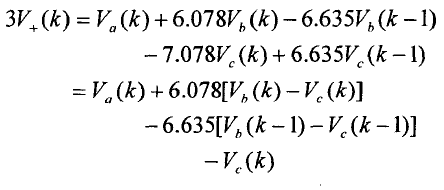 3V₊(k) = Vₐ(k) + 6.078V_b(k) − 6.635V_b(k−1)
− 7.078V_c(k) + 6.635V_c(k−1)
= Vₐ(k) + 6.078[V_b(k) − V_c(k)]
− 6.635[V_b(k−1) − V_c(k−1)]
− V_c(k)